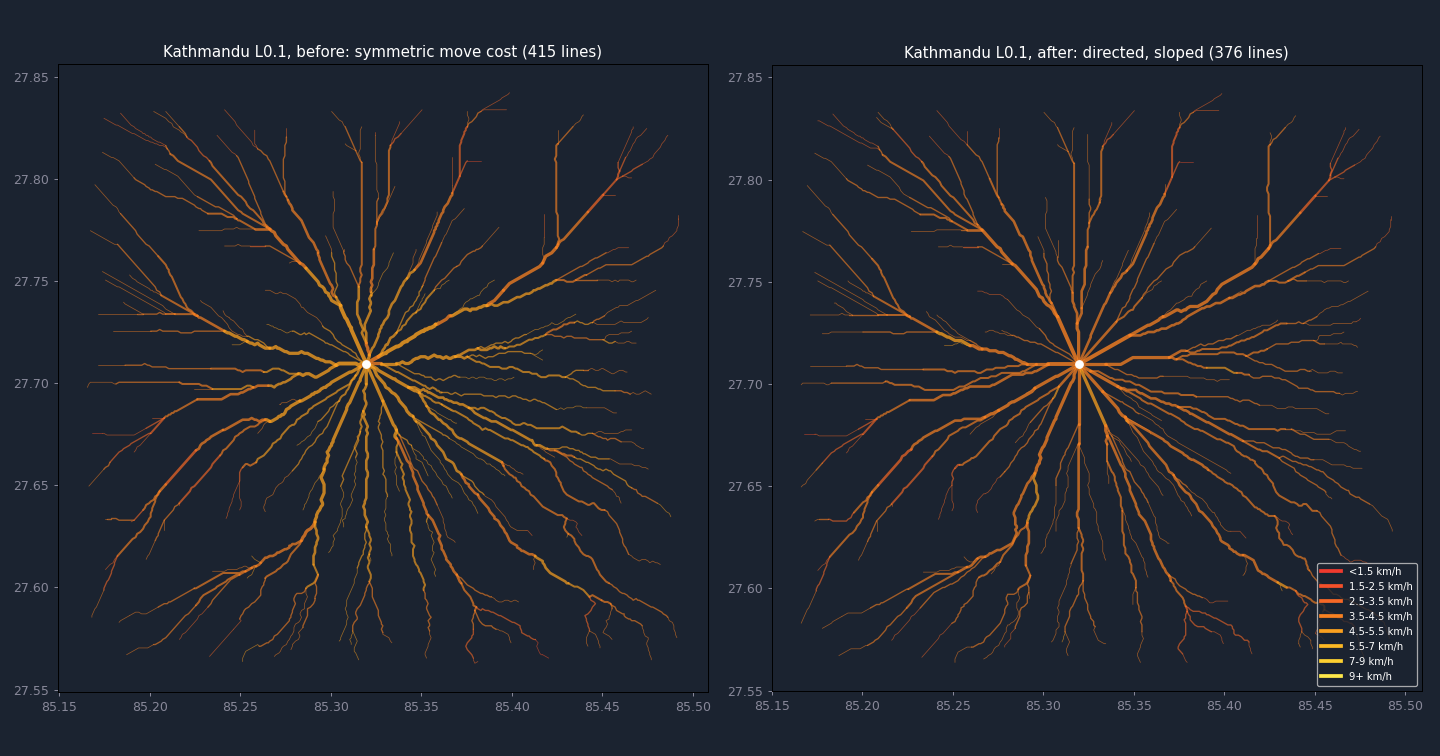 Kathmandu L0.1, before: symmetric move cost (415 lines)
27.85
27.80
27.75
27.70
27.65
27.60
27.55
85.15 85.20 85.25 85.30 85.35 85.40 85.45 85.50
Kathmandu L0.1, after: directed, sloped (376 lines)
27.85
27.80
27.75
27.70
27.65
27.60
27.55
85.15 85.20 85.25 85.30 85.35 85.40 85.45 85.50
<1.5 km/h
1.5-2.5 km/h
2.5-3.5 km/h
3.5-4.5 km/h
4.5-5.5 km/h
5.5-7 km/h
7-9 km/h
9+ km/h